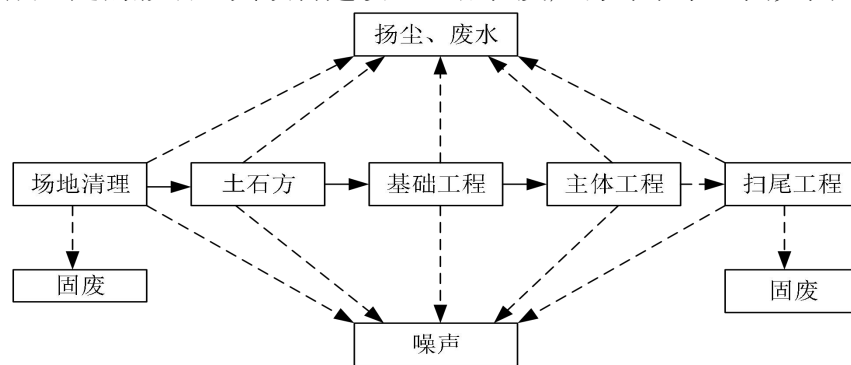 扬尘、废水
场地清理
土石方
基础工程
主体工程
扫尾工程
固废
固废
噪声